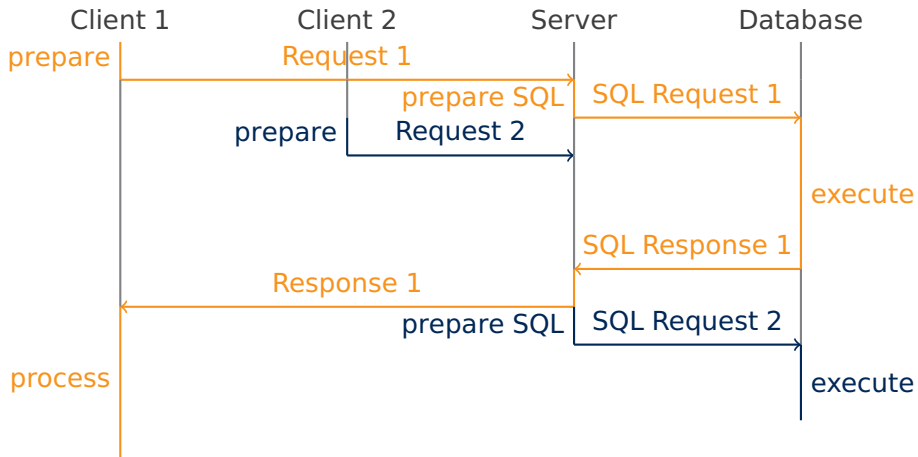 Client 1
Client 2
Server
Database
prepare
Request 1
prepare SQL
SQL Request 1
prepare
Request 2
execute
SQL Response 1
Response 1
prepare SQL
SQL Request 2
process
execute